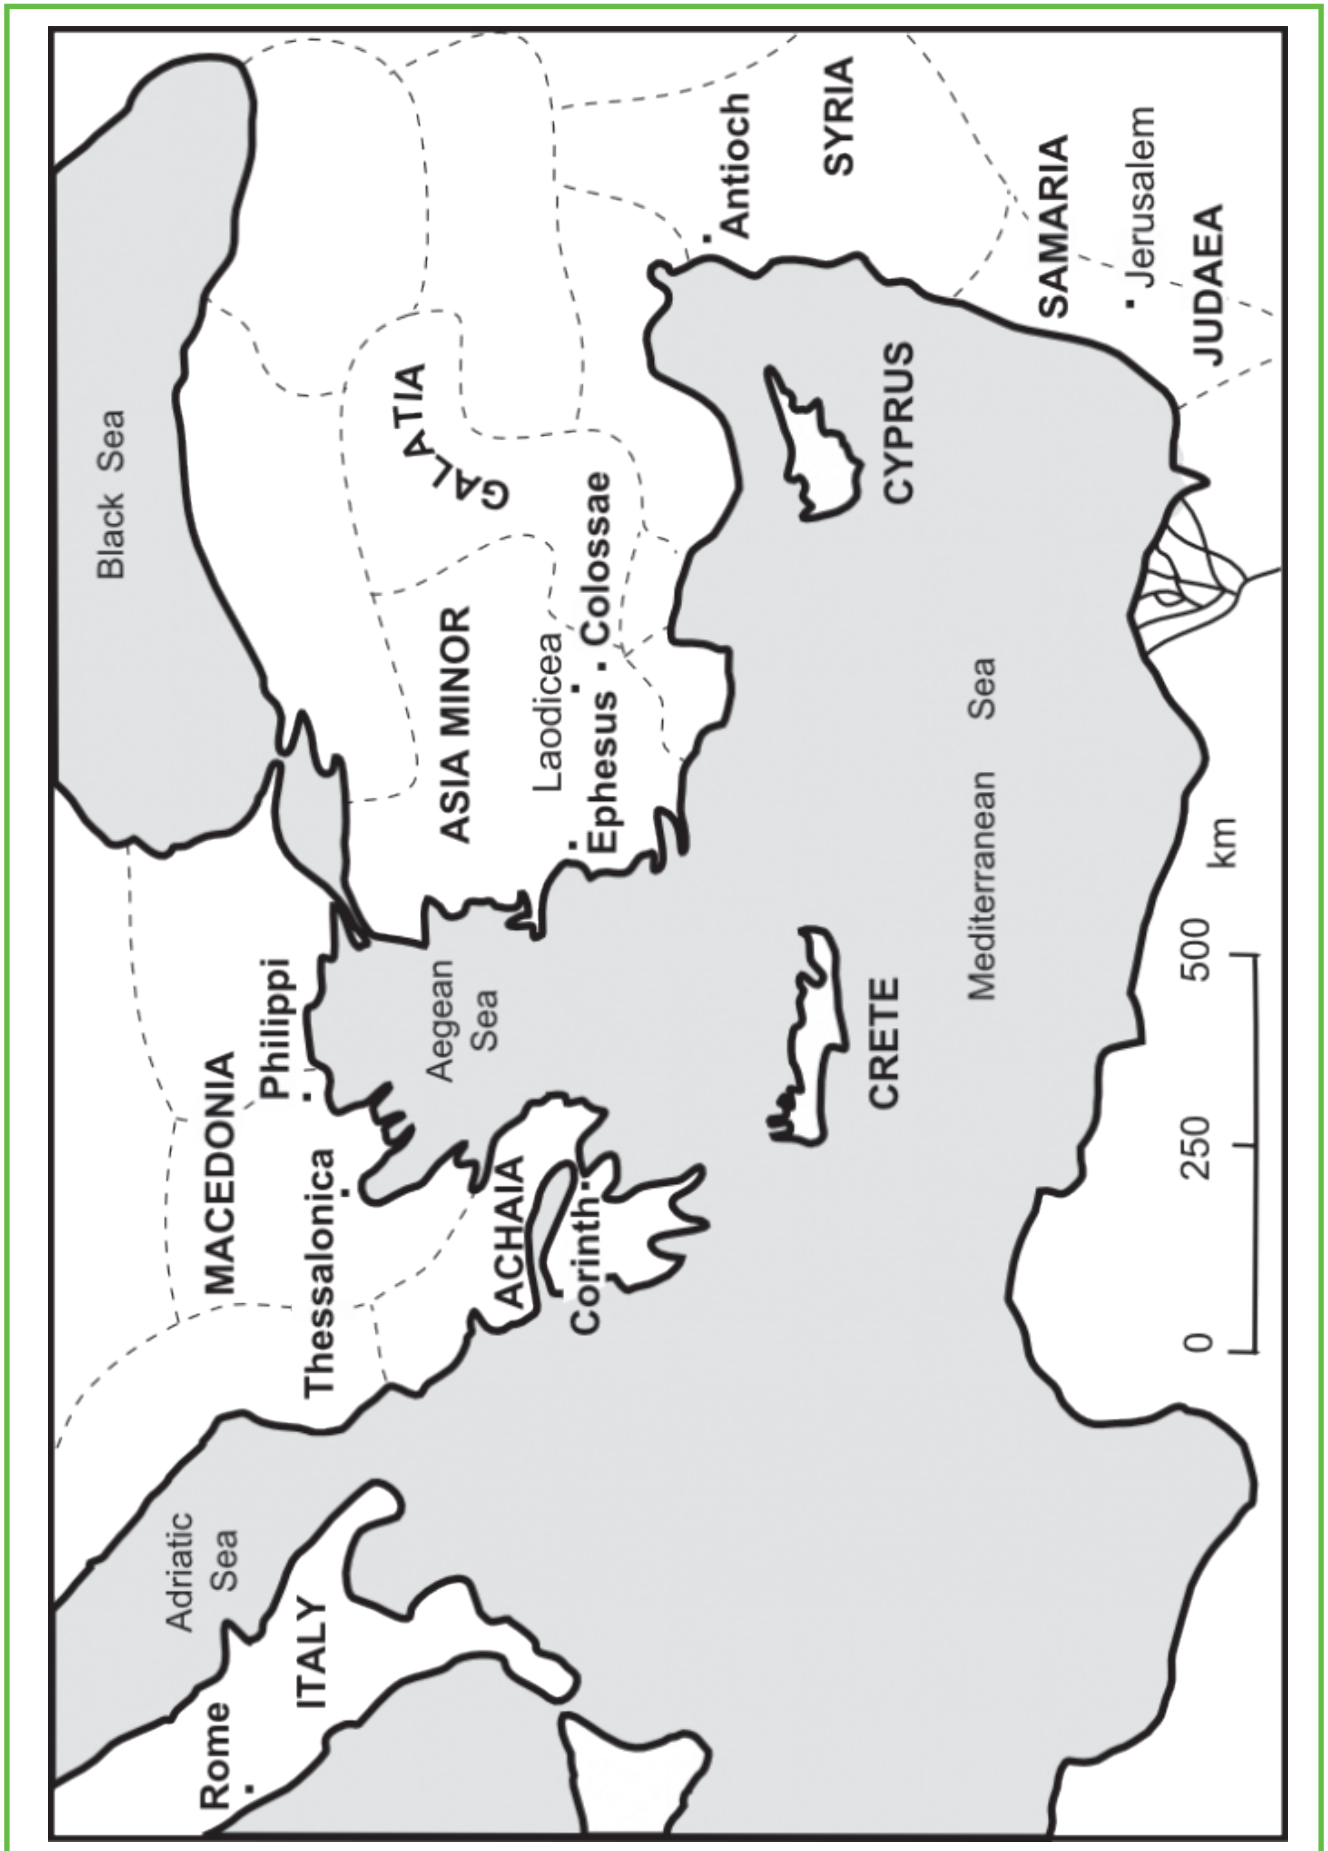 Black Sea
Adriatic
Sea
Rome
ITALY
MACEDONIA
Philippi
Thessalonica
Aegean
Sea
ACHAIA
Corinth
GALATIA
ASIA MINOR
Laodicea
Colossae
Ephesus
Antioch
SYRIA
CYPRUS
CRETE
Mediterranean Sea
SAMARIA
Jerusalem
JUDAEA
0 250 500 km